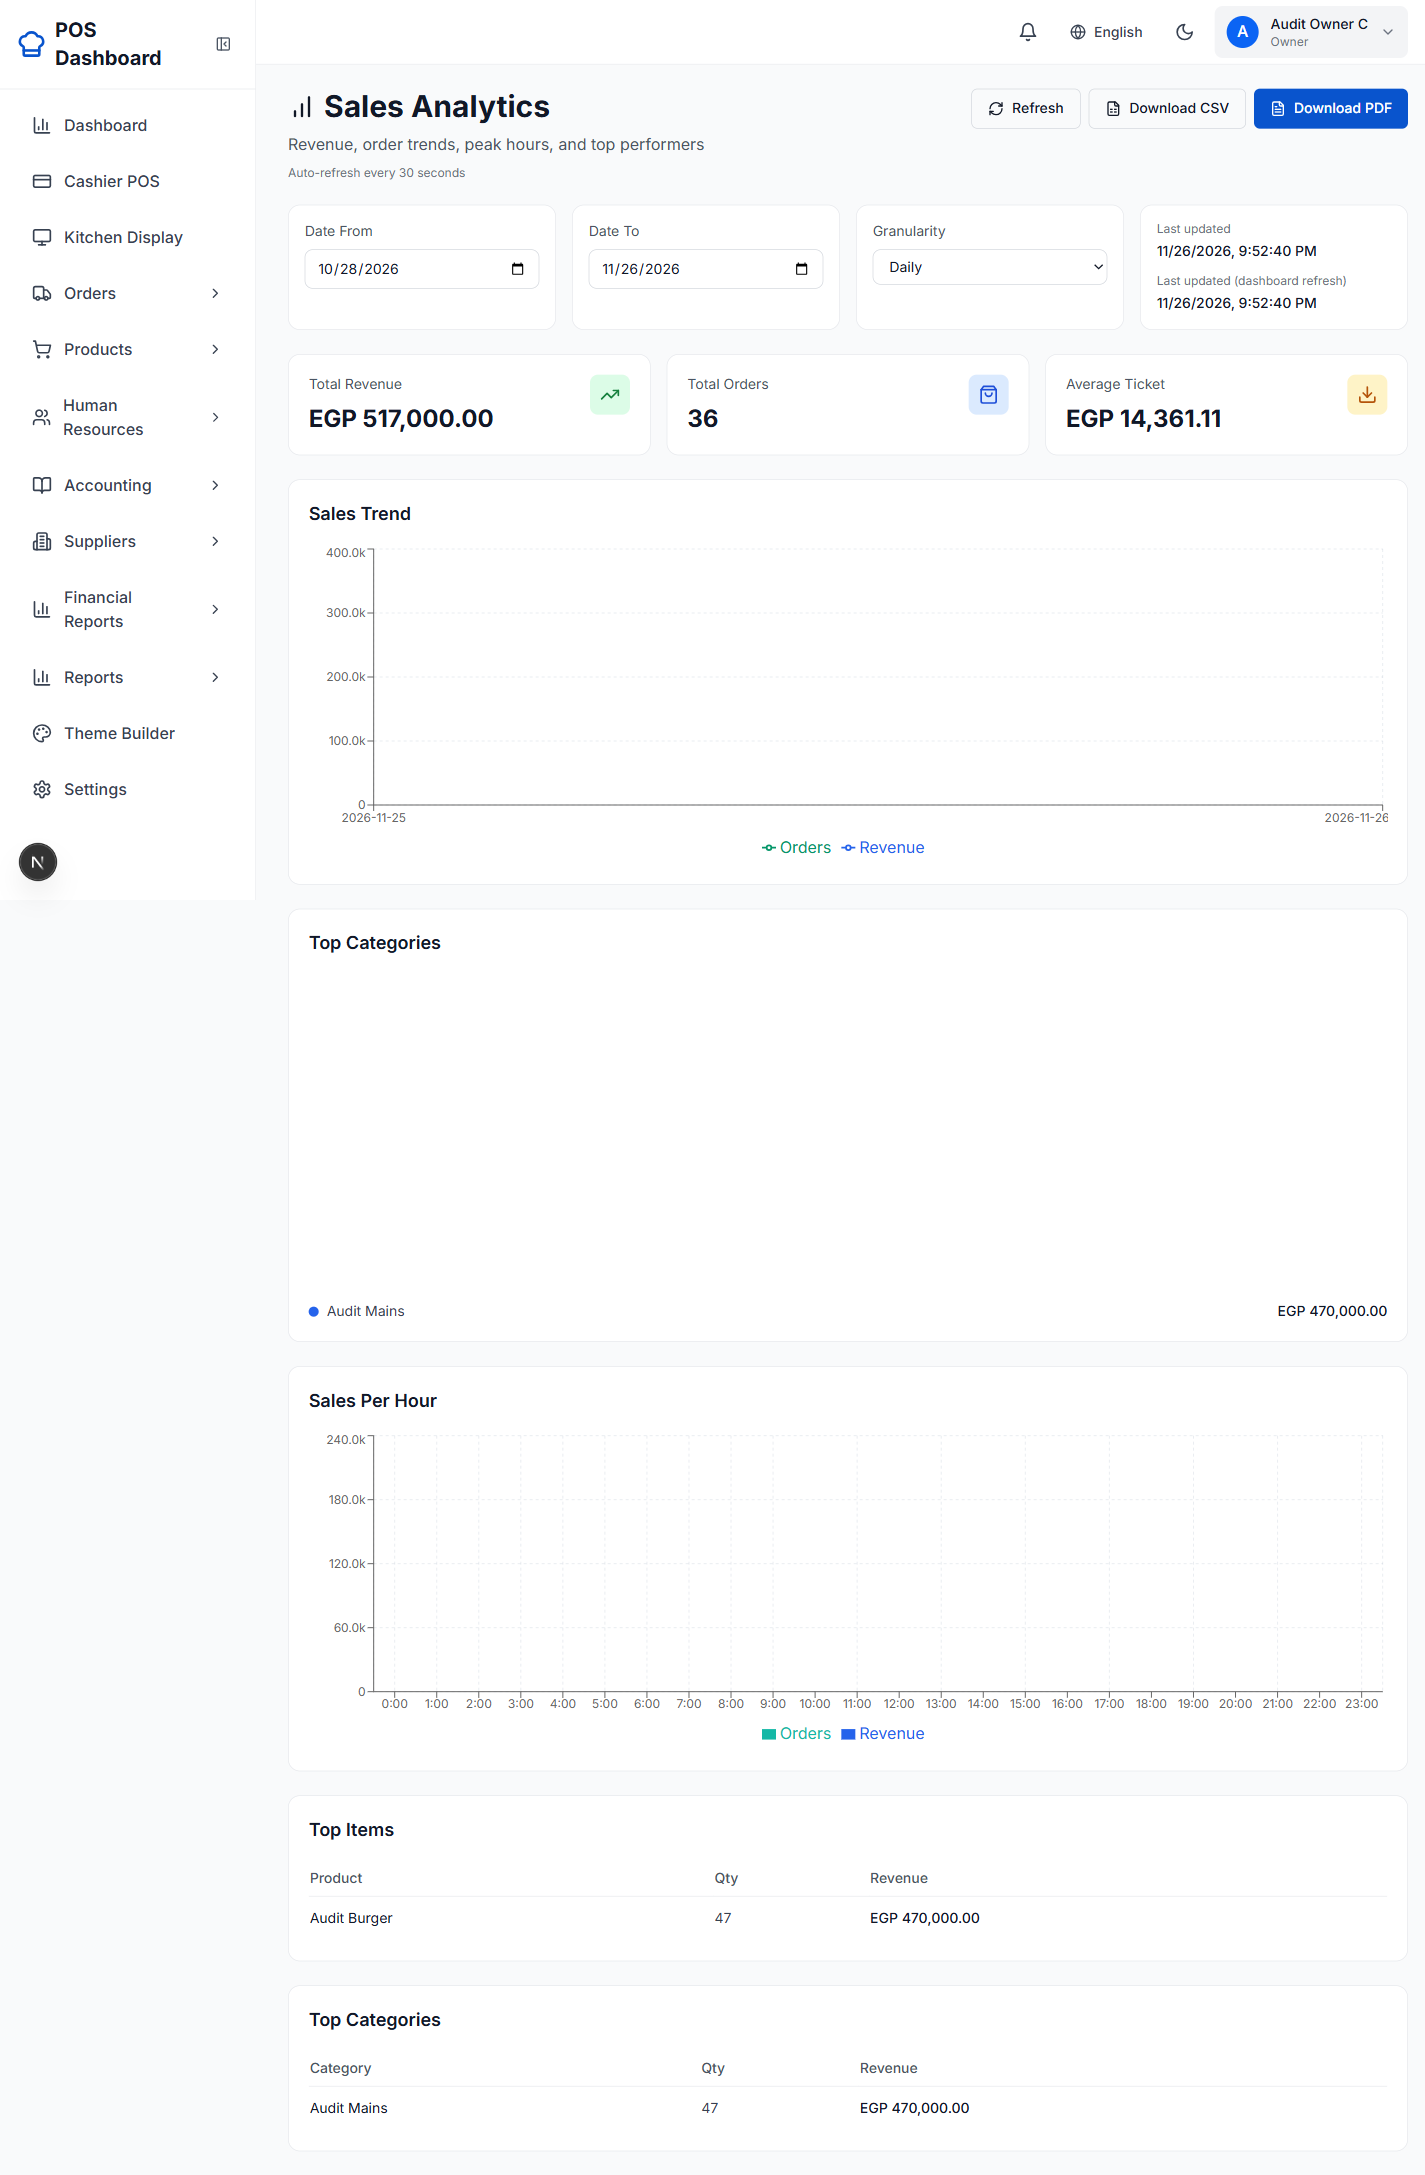 POS
Dashboard
English
A
Audit Owner C
Owner
Dashboard
Cashier POS
Kitchen Display
Orders
Products
Human
Resources
Accounting
Suppliers
Financial
Reports
Reports
Theme Builder
Settings
N
Sales Analytics
Revenue, order trends, peak hours, and top performers
Auto-refresh every 30 seconds
Refresh
Download CSV
Download PDF
Date From
10/28/2026
Date To
11/26/2026
Granularity
Daily
Last updated
11/26/2026, 9:52:40 PM
Last updated (dashboard refresh)
11/26/2026, 9:52:40 PM
Total Revenue
EGP 517,000.00
Total Orders
36
Average Ticket
EGP 14,361.11
Sales Trend
400.0k
300.0k
200.0k
100.0k
0
2026-11-25 2026-11-26
Orders Revenue
Top Categories
Audit Mains EGP 470,000.00
Sales Per Hour
240.0k
180.0k
120.0k
60.0k
0
0:00 1:00 2:00 3:00 4:00 5:00 6:00 7:00 8:00 9:00 10:00 11:00 12:00 13:00 14:00 15:00 16:00 17:00 18:00 19:00 20:00 21:00 22:00 23:00
Orders Revenue
Top Items
Product Qty Revenue
Audit Burger 47 EGP 470,000.00
Top Categories
Category Qty Revenue
Audit Mains 47 EGP 470,000.00